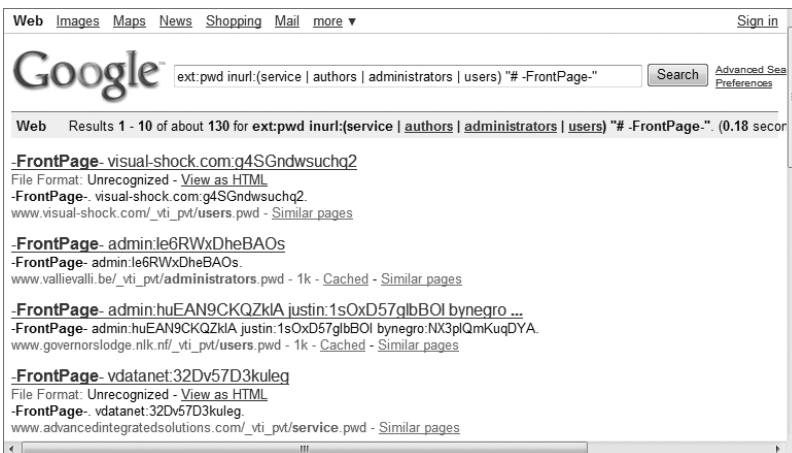 Web Images Maps News Shopping Mail more ▼ Sign in
Google™ ext:pwd inurl:(service | authors | administrators | users) "# -FrontPage-" Search Advanced Sea
Preferences
Web Results 1 - 10 of about 130 for ext:pwd inurl:(service | authors | administrators | users) "# -FrontPage-". (0.18 secon
-FrontPage- visual-shock.com:g4SGndwsuchq2
File Format: Unrecognized - View as HTML
-FrontPage-. visual-shock.com:g4SGndwsuchq2.
www.visual-shock.com/_vti_pvt/users.pwd - Similar pages
-FrontPage- admin:Ie6RWxDheBAOs
-FrontPage- admin:Ie6RWxDheBAOs.
www.vallievalli.be/_vti_pvt/administrators.pwd - 1k - Cached - Similar pages
-FrontPage- admin:huEAN9CKQZkIA justin:1sOxD57glbBOI bynegro ...
-FrontPage- admin:huEAN9CKQZkIA justin:1sOxD57glbBOI bynegro:NX3plQmKuqDYA.
www.governorslodge.nlk.nf/_vti_pvt/users.pwd - 1k - Cached - Similar pages
-FrontPage- vdatanet:32Dv57D3kuleg
File Format: Unrecognized - View as HTML
-FrontPage-. vdatanet:32Dv57D3kuleg.
www.advancedintegratedsolutions.com/_vti_pvt/service.pwd - Similar pages